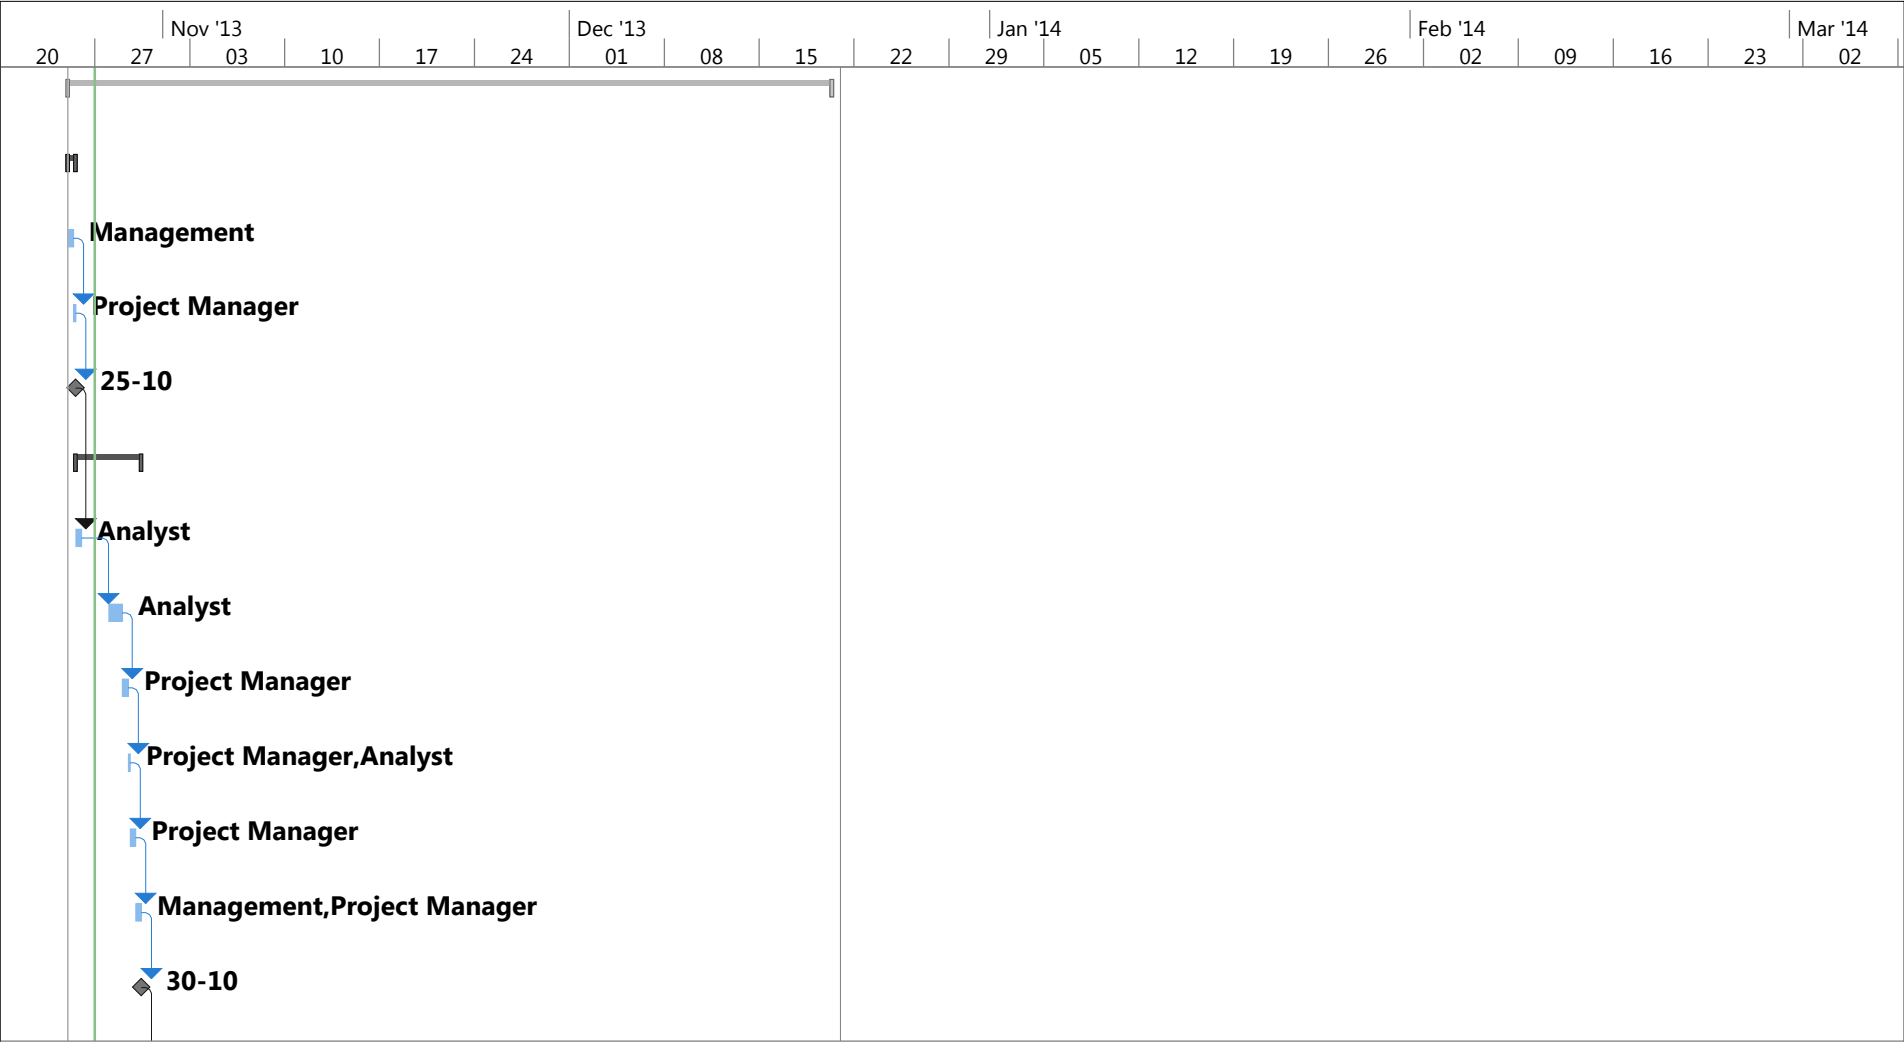 Nov '13 Dec '13 Jan '14 Feb '14 Mar '14
20 27 03 10 17 24 01 08 15 22 29 05 12 19 26 02 09 16 23 02
Management
Project Manager
25-10
Analyst
Analyst
Project Manager
Project Manager,Analyst
Project Manager
Management,Project Manager
30-10